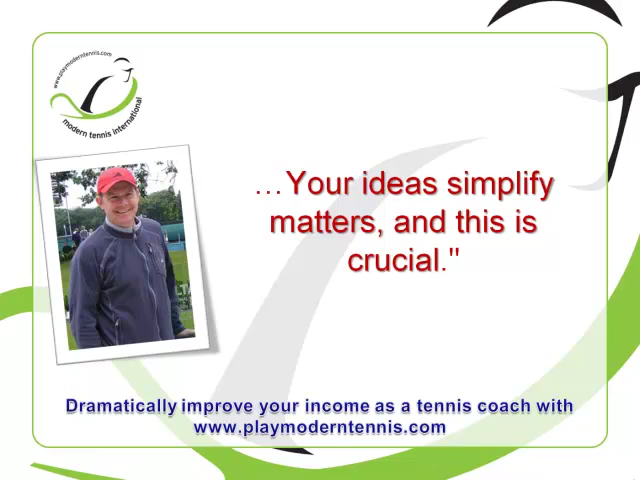 www.playmoderntennis.com
modern tennis international
…Your ideas simplify
matters, and this is
crucial."
Dramatically improve your income as a tennis coach with
www.playmoderntennis.com